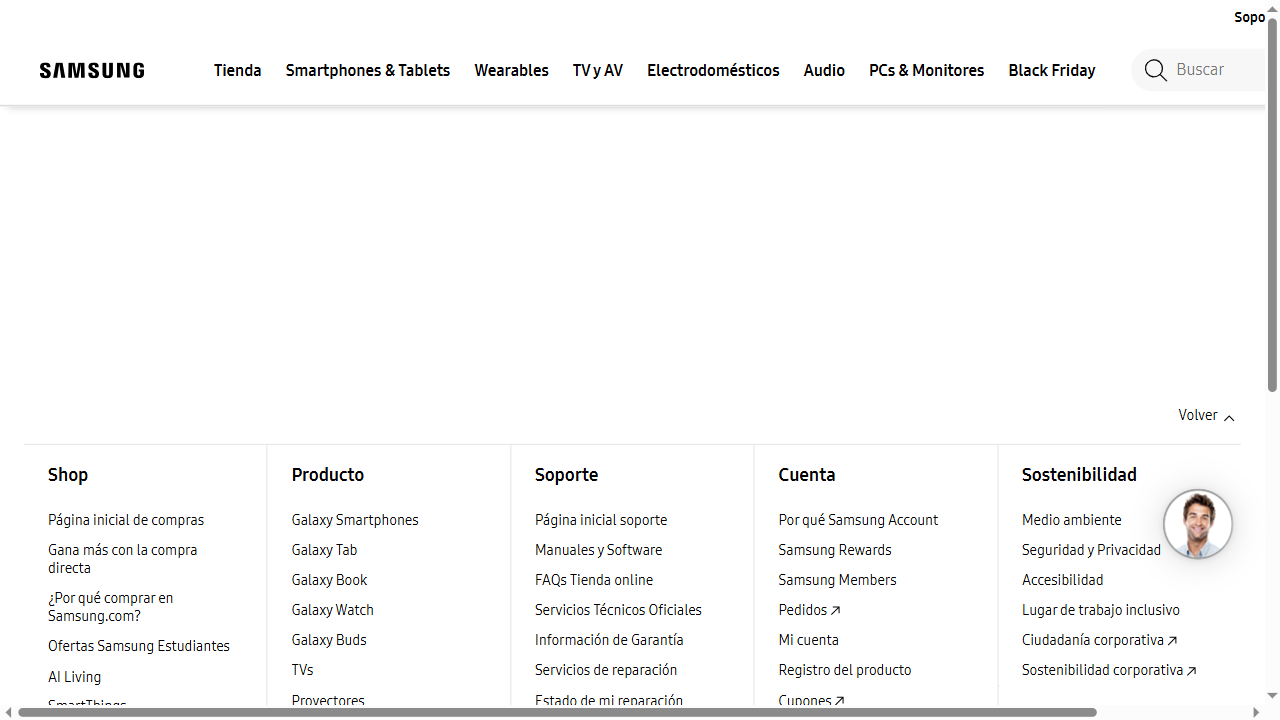 Sopo
SAMSUNG
Tienda
Smartphones & Tablets
Wearables
TV y AV
Electrodomésticos
Audio
PCs & Monitores
Black Friday
Buscar
Volver
Shop
Página inicial de compras
Gana más con la compra
directa
¿Por qué comprar en
Samsung.com?
Ofertas Samsung Estudiantes
AI Living
SmartThings
Producto
Galaxy Smartphones
Galaxy Tab
Galaxy Book
Galaxy Watch
Galaxy Buds
TVs
Proyectores
Soporte
Página inicial soporte
Manuales y Software
FAQs Tienda online
Servicios Técnicos Oficiales
Información de Garantía
Servicios de reparación
Estado de mi reparación
Cuenta
Por qué Samsung Account
Samsung Rewards
Samsung Members
Pedidos
Mi cuenta
Registro del producto
Cupones
Sostenibilidad
Medio ambiente
Seguridad y Privacidad
Accesibilidad
Lugar de trabajo inclusivo
Ciudadanía corporativa
Sostenibilidad corporativa